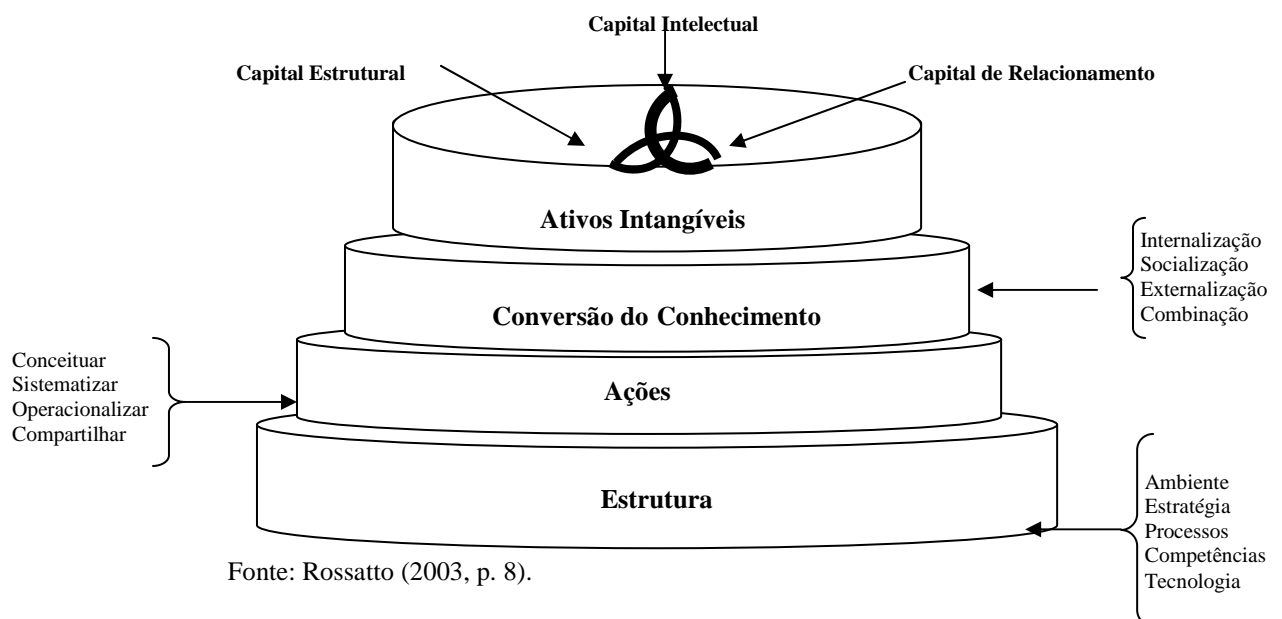 Capital Intelectual
Capital Estrutural
Capital de Relacionamento
Ativos Intangíveis
Internalização
Socialização
Externalização
Combinação
Conversão do Conhecimento
Conceituar
Sistematizar
Operacionalizar
Compartilhar
Ações
Estrutura
Ambiente
Estratégia
Processos
Competências
Tecnologia
Fonte: Rossatto (2003, p. 8).